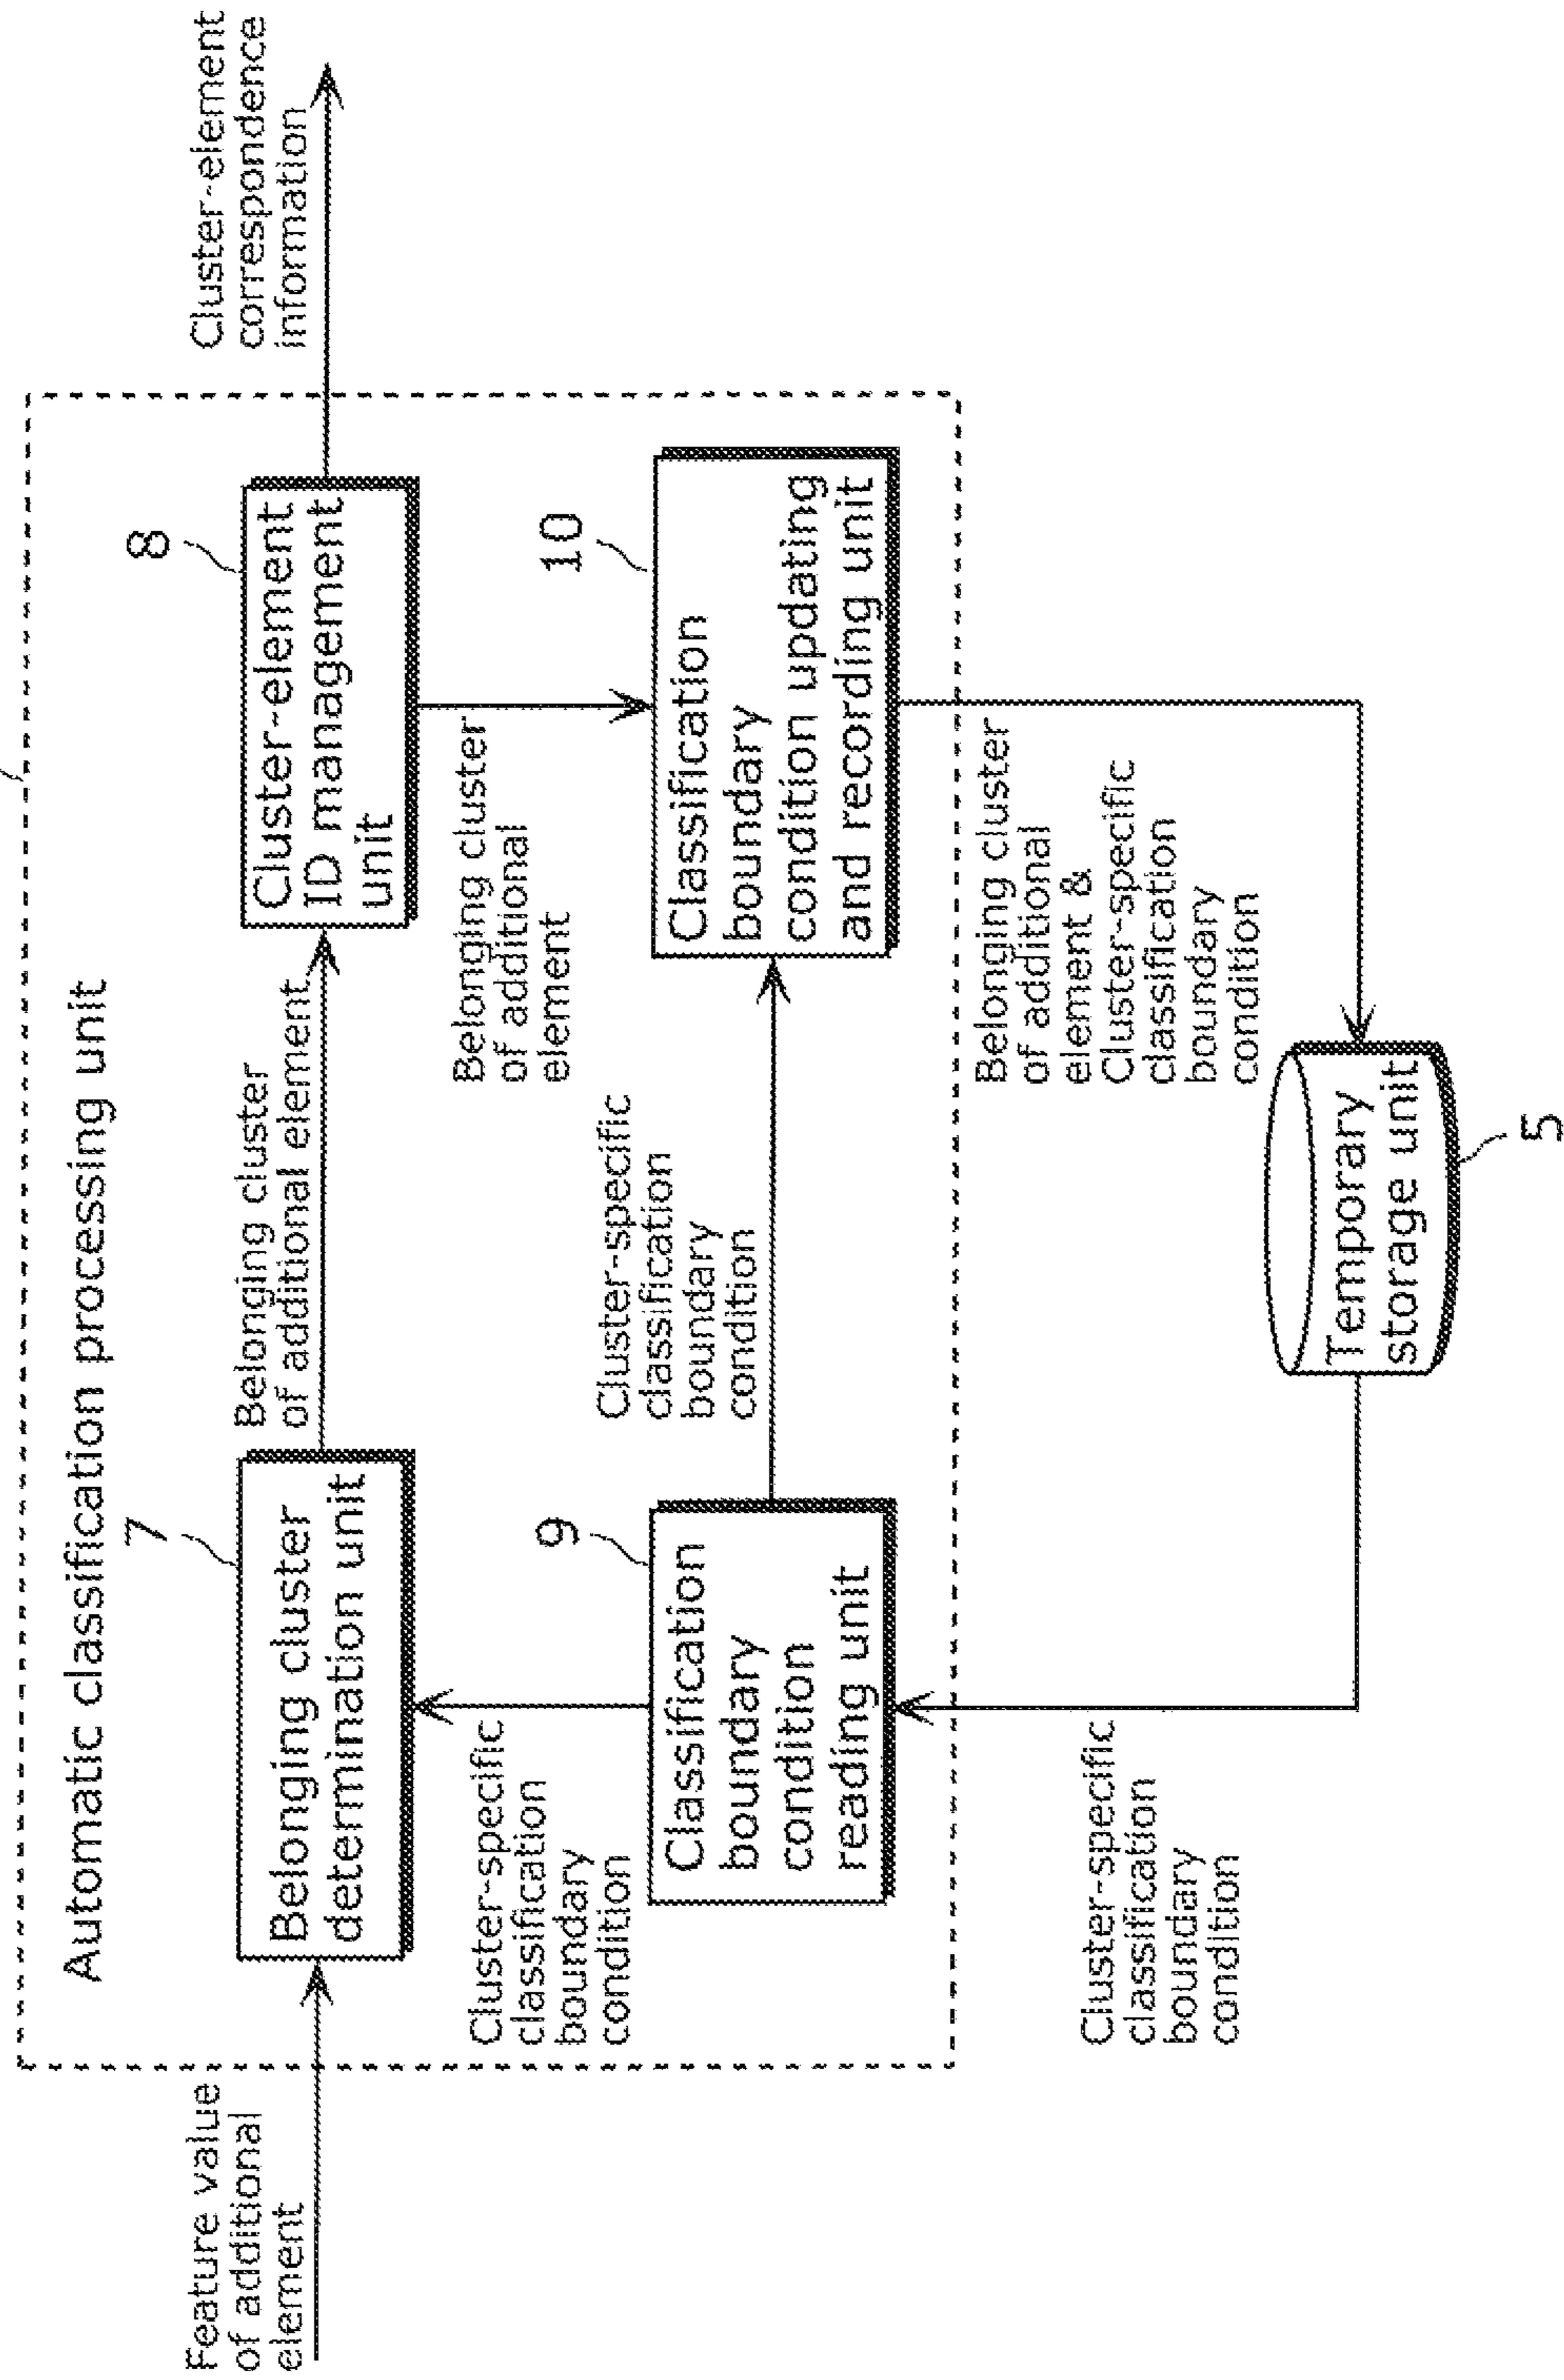 Automatic classification processing unit
Feature value
of additional
element
7
Belonging cluster
determination unit
Belonging cluster
of additional element
8
Cluster-element
ID management
unit
Cluster-element
correspondence
information
Cluster-specific
classification
boundary
condition
Belonging cluster
of additional
element
9
Classification
boundary
condition
reading unit
Cluster-specific
classification
boundary
condition
10
Classification
boundary
condition updating
and recording unit
Cluster-specific
classification
boundary
condition
Belonging cluster
of additional
element &
Cluster-specific
classification
boundary
condition
Temporary
storage unit
5